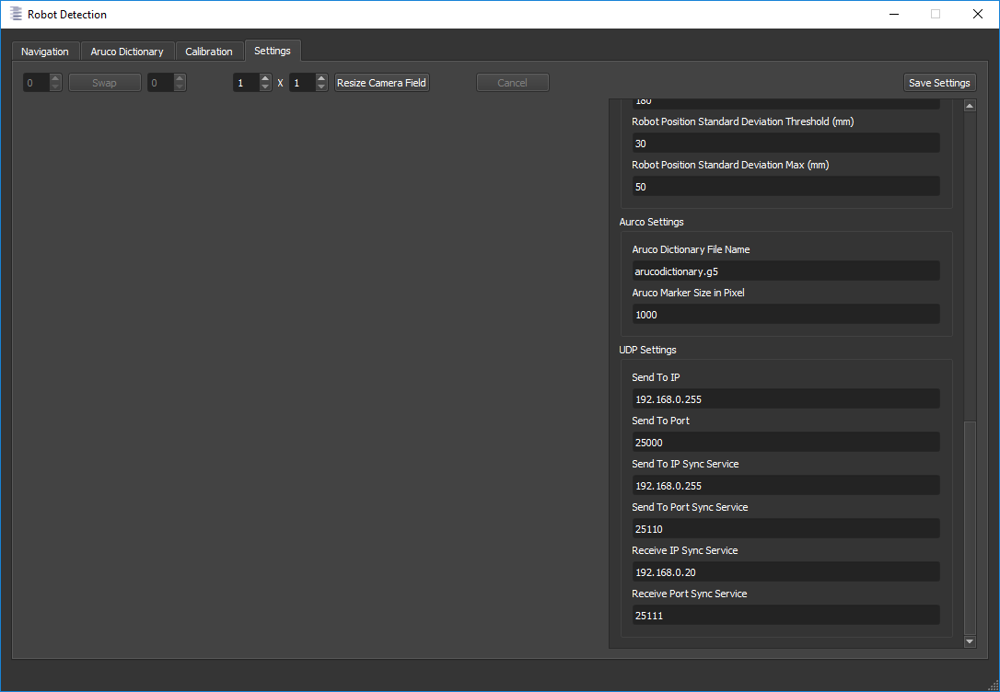 Robot Detection
Navigation Aruco Dictionary Calibration Settings
0 Swap 0 1 X 1 Resize Camera Field Cancel Save Settings
180
Robot Position Standard Deviation Threshold (mm)
30
Robot Position Standard Deviation Max (mm)
50
Aurco Settings
Aruco Dictionary File Name
arucodictionary.g5
Aruco Marker Size in Pixel
1000
UDP Settings
Send To IP
192.168.0.255
Send To Port
25000
Send To IP Sync Service
192.168.0.255
Send To Port Sync Service
25110
Receive IP Sync Service
192.168.0.20
Receive Port Sync Service
25111